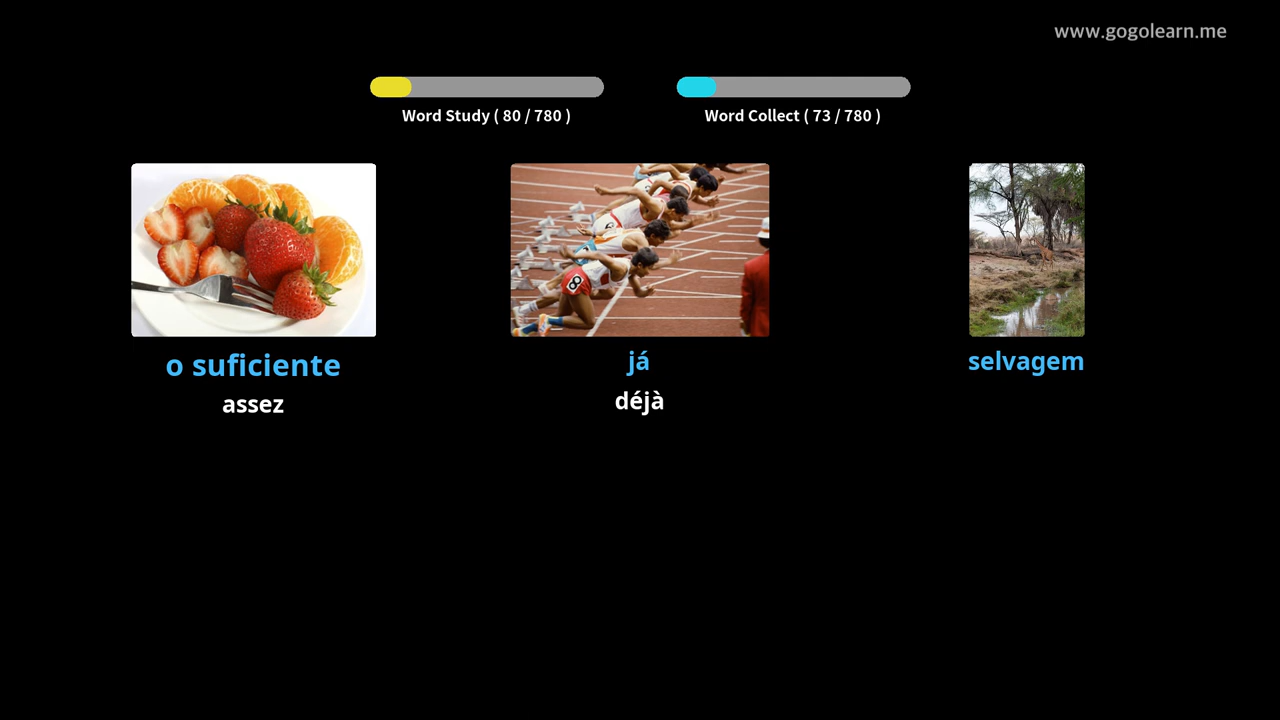 www.gogolearn.me
Word Study ( 80 / 780 )
Word Collect ( 73 / 780 )
o suficiente
assez
já
déjà
selvagem